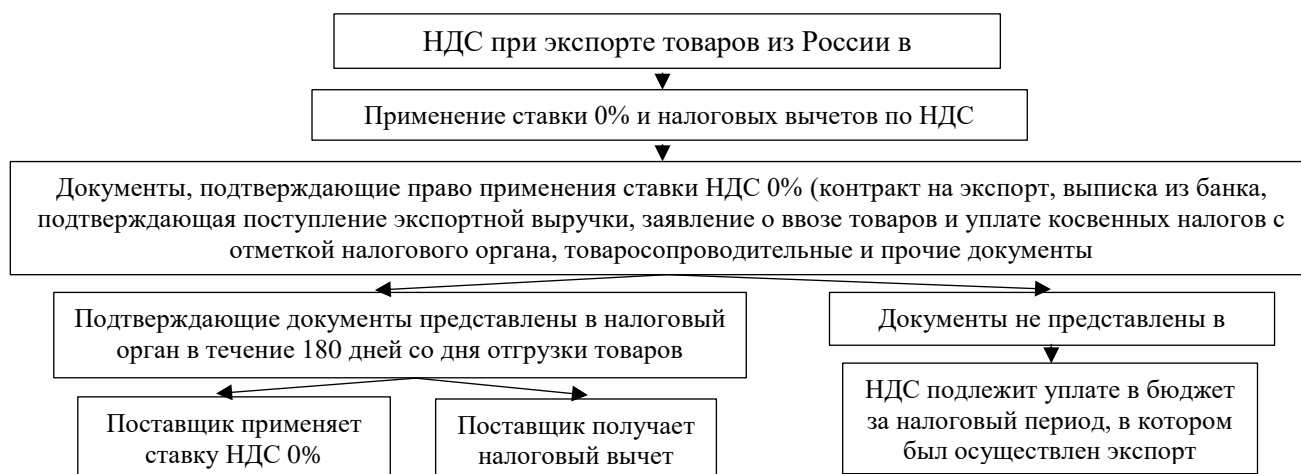 НДС при экспорте товаров из России в
Применение ставки 0% и налоговых вычетов по НДС
Документы, подтверждающие право применения ставки НДС 0% (контракт на экспорт, выписка из банка,
подтверждающая поступление экспортной выручки, заявление о ввозе товаров и уплате косвенных налогов с
отметкой налогового органа, товаросопроводительные и прочие документы
Подтверждающие документы представлены в налоговый
орган в течение 180 дней со дня отгрузки товаров
Документы не представлены в
Поставщик применяет
ставку НДС 0%
Поставщик получает
налоговый вычет
НДС подлежит уплате в бюджет
за налоговый период, в котором
был осуществлен экспорт